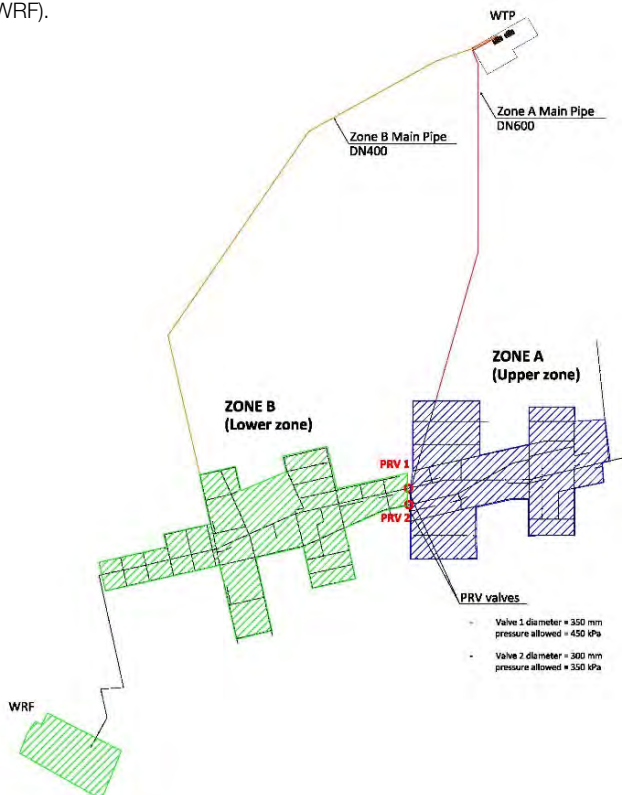 WRF).
WTP
Zone A Main Pipe
DN600
Zone B Main Pipe
DN400
ZONE A
(Upper zone)
ZONE B
(Lower zone)
PRV 1
PRV 2
PRV valves
- Valve 1 diameter = 350 mm
pressure allowed = 450 kPa
- Valve 2 diameter = 300 mm
pressure allowed = 350 kPa
WRF